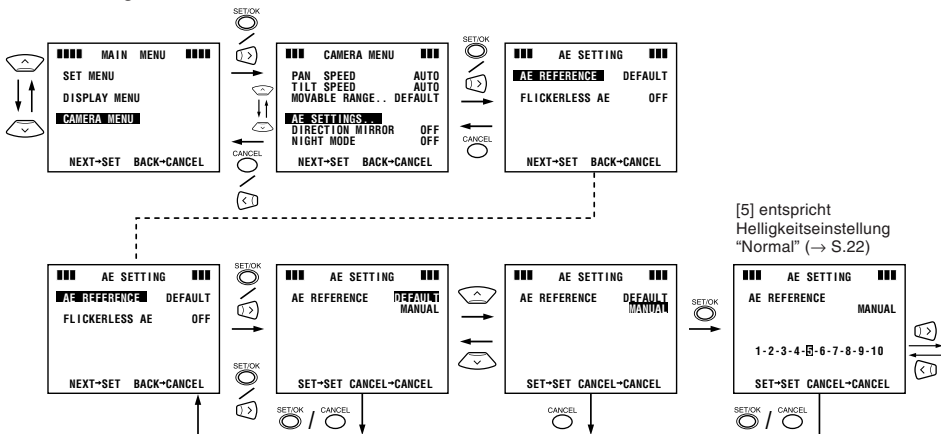 SET/OK
MAIN MENU
SET MENU
DISPLAY MENU
CAMERA MENU
NEXT→SET BACK→CANCEL
CANCEL
CAMERA MENU
PAN SPEED AUTO
TILT SPEED AUTO
MOVABLE RANGE.. DEFAULT
AE SETTINGS..
DIRECTION MIRROR OFF
NIGHT MODE OFF
NEXT→SET BACK→CANCEL
SET/OK
CANCEL
AE SETTING
AE REFERENCE DEFAULT
FLICKERLESS AE OFF
NEXT→SET BACK→CANCEL
[5] entspricht
Helligkeitseinstellung
“Normal” (→ S.22)
AE SETTING
AE REFERENCE DEFAULT
FLICKERLESS AE OFF
NEXT→SET BACK→CANCEL
SET/OK
SET/OK
AE SETTING
AE REFERENCE DEFAULT
MANUAL
SET→SET CANCEL→CANCEL
SET/OK / CANCEL
AE SETTING
AE REFERENCE DEFAULT
MANUAL
SET→SET CANCEL→CANCEL
CANCEL
SET/OK
AE SETTING
AE REFERENCE
MANUAL
1-2-3-4-5-6-7-8-9-10
SET→SET CANCEL→CANCEL
SET/OK / CANCEL